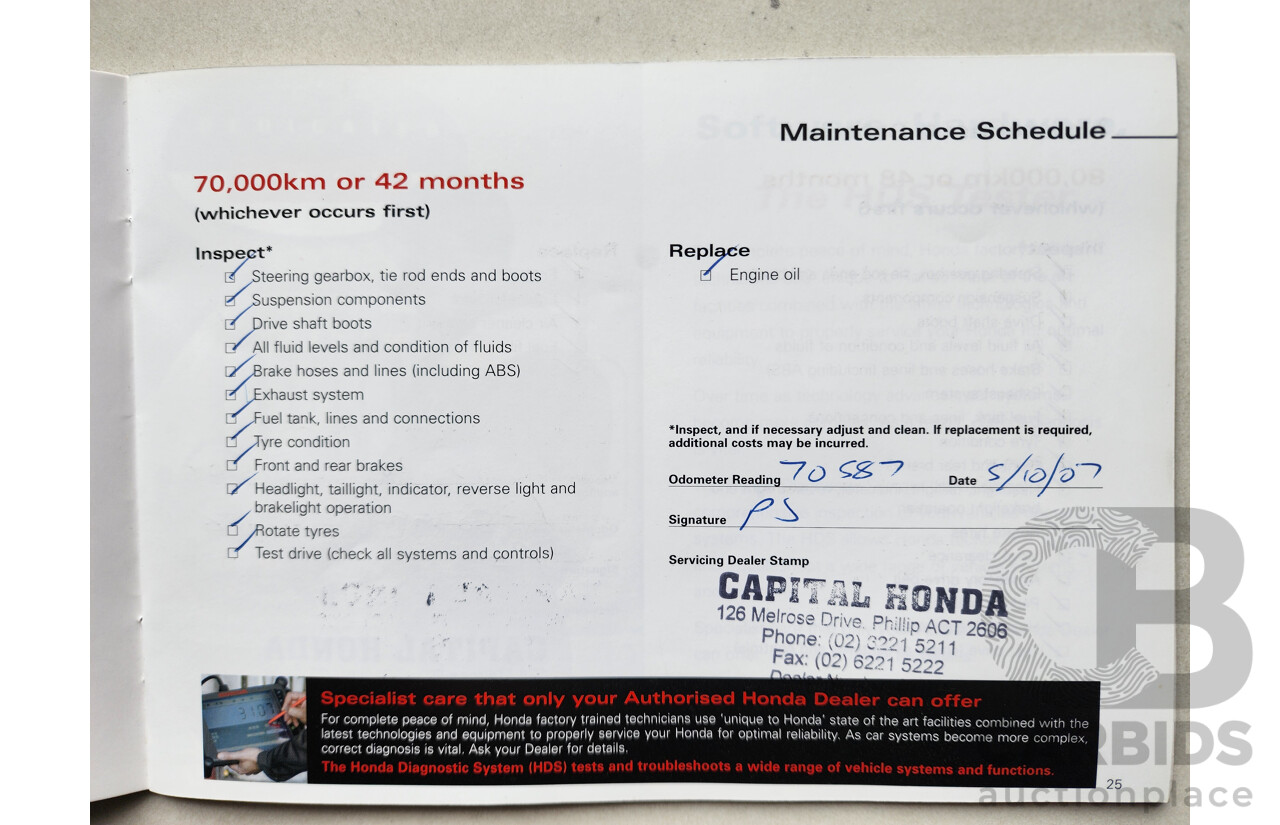 Maintenance Schedule
70,000km or 42 months
(whichever occurs first)
Inspect*
Steering gearbox, tie rod ends and boots
Suspension components
Drive shaft boots
All fluid levels and condition of fluids
Brake hoses and lines (including ABS)
Exhaust system
Fuel tank, lines and connections
Tyre condition
Front and rear brakes
Headlight, taillight, indicator, reverse light and
brakelight operation
Rotate tyres
Test drive (check all systems and controls)
Replace
Engine oil
*Inspect, and if necessary adjust and clean. If replacement is required,
additional costs may be incurred.
Odometer Reading 70 587 Date 5/10/07
Signature PS
Servicing Dealer Stamp
CAPITAL HONDA
126 Melrose Drive, Phillip ACT 2606
Phone: (02) 6221 5211
Fax: (02) 6221 5222
Specialist care that only your Authorised Honda Dealer can offer
For complete peace of mind, Honda factory trained technicians use 'unique to Honda' state of the art facilities combined with the
latest technologies and equipment to properly service your Honda for optimal reliability. As car systems become more complex,
correct diagnosis is vital. Ask your Dealer for details.
The Honda Diagnostic System (HDS) tests and troubleshoots a wide range of vehicle systems and functions.
25
auctionplace